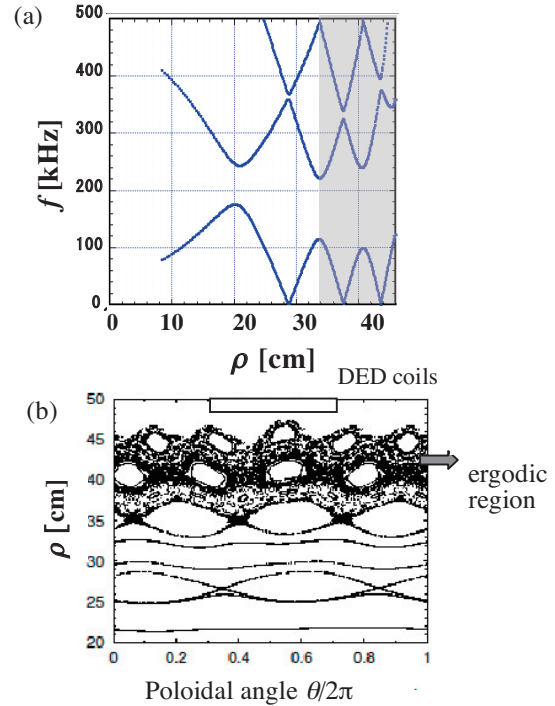 (a)
500
400
300
200
100
0
f [kHz]
0 10 20 30 40
ρ [cm]
DED coils
(b)
50
45
40
35
30
25
20
ρ [cm]
ergodic
region
0 0.2 0.4 0.6 0.8 1
Poloidal angle θ/2π